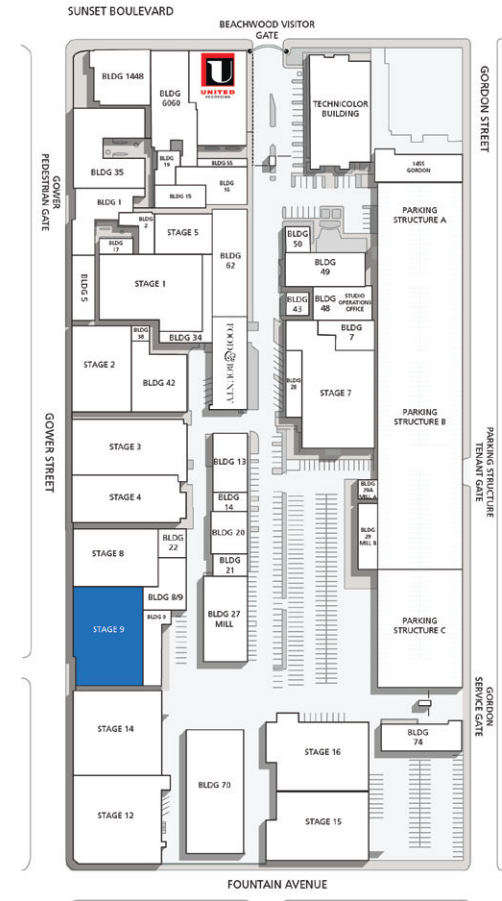 SUNSET BOULEVARD
BEACHWOOD VISITOR
GATE
GORDON STREET
GOWER
PEDESTRIAN GATE
BLDG 1448
BLDG
6060
U
UNITED
RECORDING
TECHNICOLOR
BUILDING
1455
GORDON
BLDG
19
BLDG 55
BLDG 35
BLDG
16
BLDG 15
BLDG 1
BLDG
2
STAGE 5
PARKING
STRUCTURE A
BLDG
50
BLDG
17
BLDG
62
BLDG
49
BLDG 5
STAGE 1
BLDG
43
BLDG
48
STUDIO
OPERATIONS
OFFICE
BLDG
38
BLDG 34
FOOD & BOUNTY
BLDG
7
STAGE 2
BLDG 42
BLDG
28
STAGE 7
PARKING
STRUCTURE B
GOWER STREET
STAGE 3
BLDG 13
PARKING STRUCTURE
TENANT GATE
STAGE 4
BLDG
14
BLDG
29A
MILL A
BLDG 20
BLDG
29
MILL B
STAGE 8
BLDG
22
BLDG
21
BLDG 8/9
BLDG 9
BLDG 27
MILL
STAGE 9
PARKING
STRUCTURE C
GORDON
SERVICE GATE
STAGE 14
BLDG
74
STAGE 16
BLDG 70
STAGE 12
STAGE 15
FOUNTAIN AVENUE